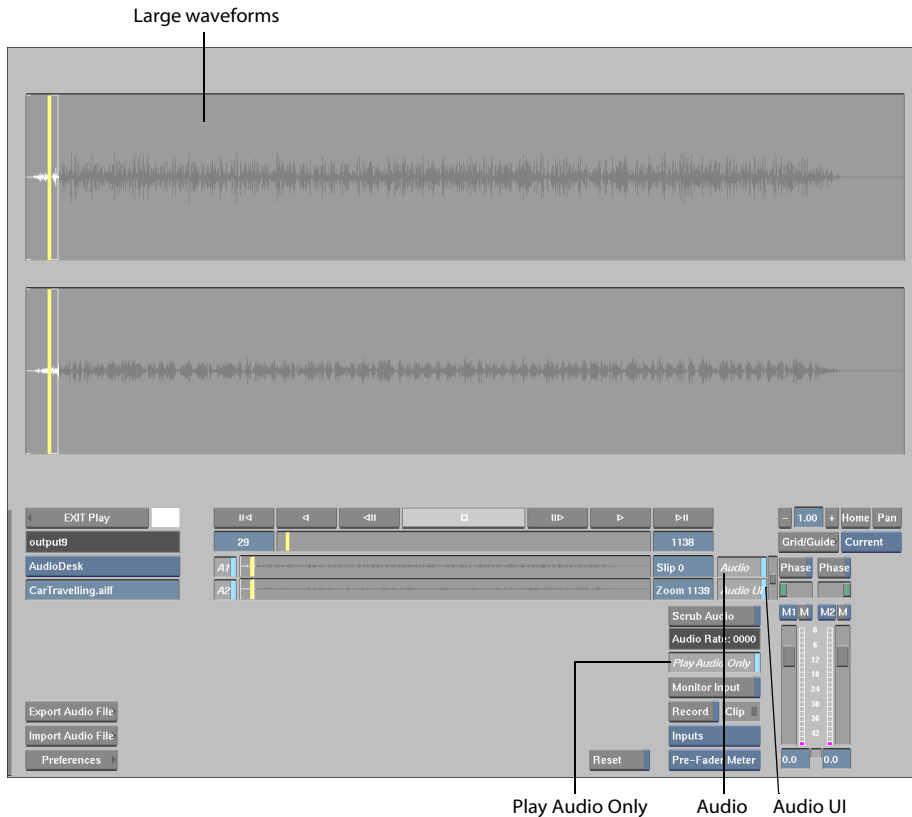 Large waveforms
EXIT Play
- 1.00 + Home Pan
output9
29
1138
Grid/Guide Current
AudioDesk
A1
Slip 0
Audio
Phase Phase
CarTravelling.aiff
A2
Zoom 1139
Audio UI
Scrub Audio
M1 M M2 M
Audio Rate: 0000
0
6
Play Audio Only
12
18
Monitor Input
24
30
Export Audio File
Record Clip
36
Import Audio File
Inputs
42
Preferences
Reset
Pre-Fader Meter
0.0 0.0
Play Audio Only
Audio
Audio UI